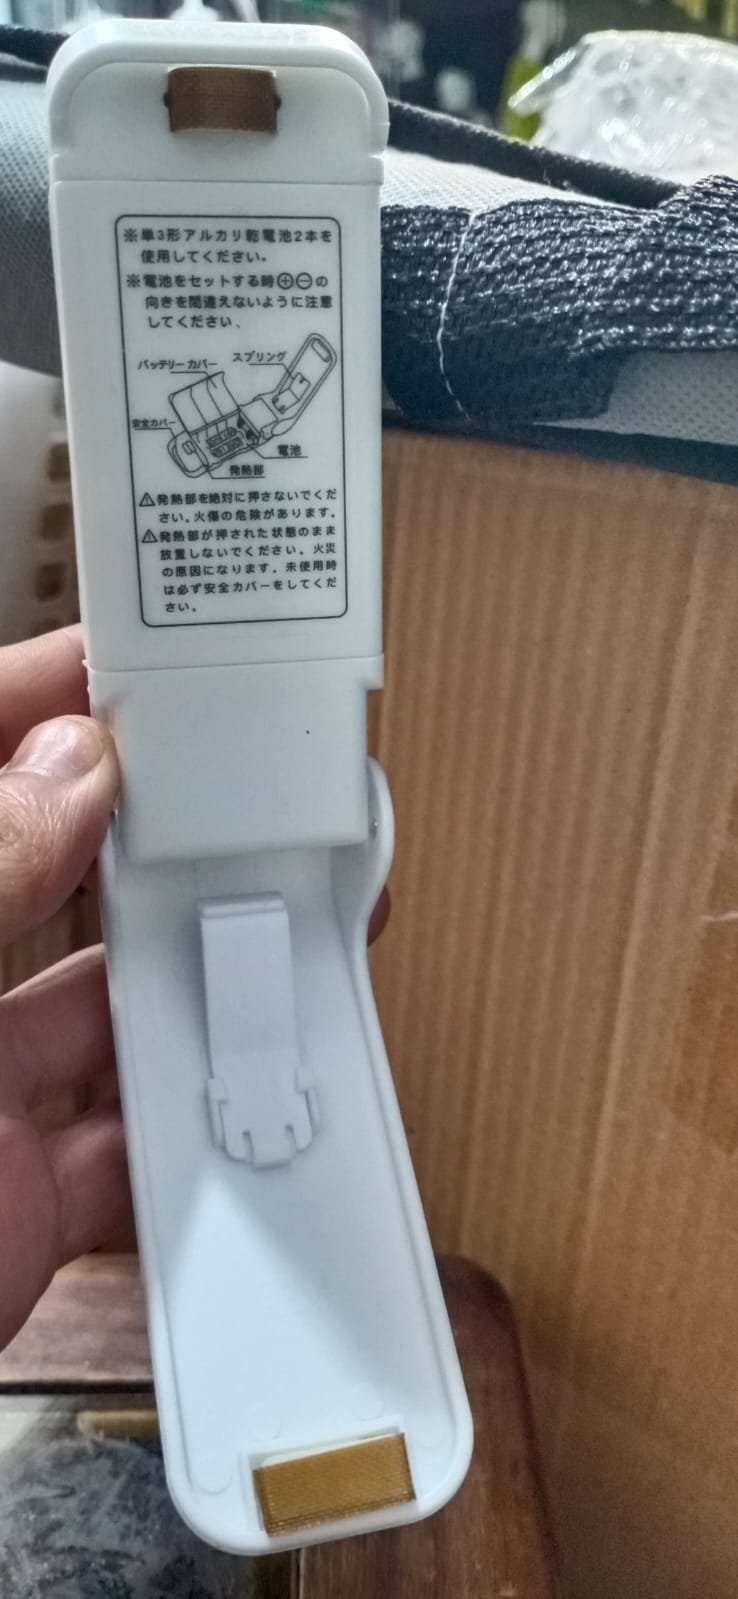 ※単3形アルカリ乾電池2本を
使用してください。
※電池をセットする時⊕⊖の
向きを間違えないように注意
してください.
バッテリーカバー
スプリング
安全カバー
電池
発熱部
⚠発熱部を絶対に押さないでくだ
さい。火傷の危険があります。
⚠発熱部が押された状態のまま
放置しないでください。火災
の原因になります。未使用時
は必ず安全カバーをしてくだ
さい。